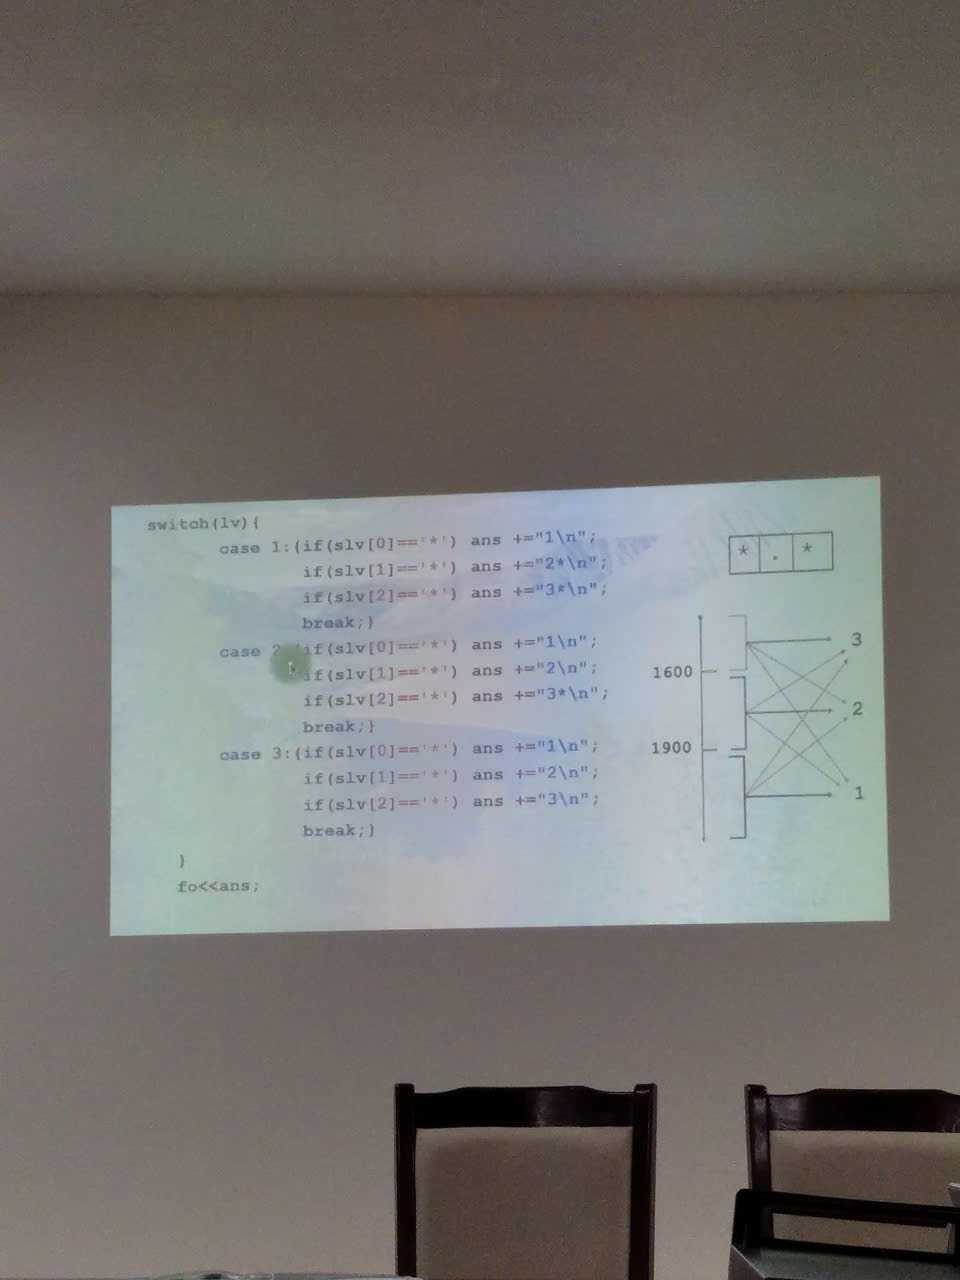 switch(lv){
case 1:{if(slv[0]=='*') ans +="1\n";
if(slv[1]=='*') ans +="2*\n";
if(slv[2]=='*') ans +="3*\n";
break;}
case 2:{if(slv[0]=='*') ans +="1\n";
if(slv[1]=='*') ans +="2\n";
if(slv[2]=='*') ans +="3*\n";
break;}
case 3:{if(slv[0]=='*') ans +="1\n";
if(slv[1]=='*') ans +="2\n";
if(slv[2]=='*') ans +="3\n";
break;}
}
fo<<ans;
* . *
3
1600
2
1900
1